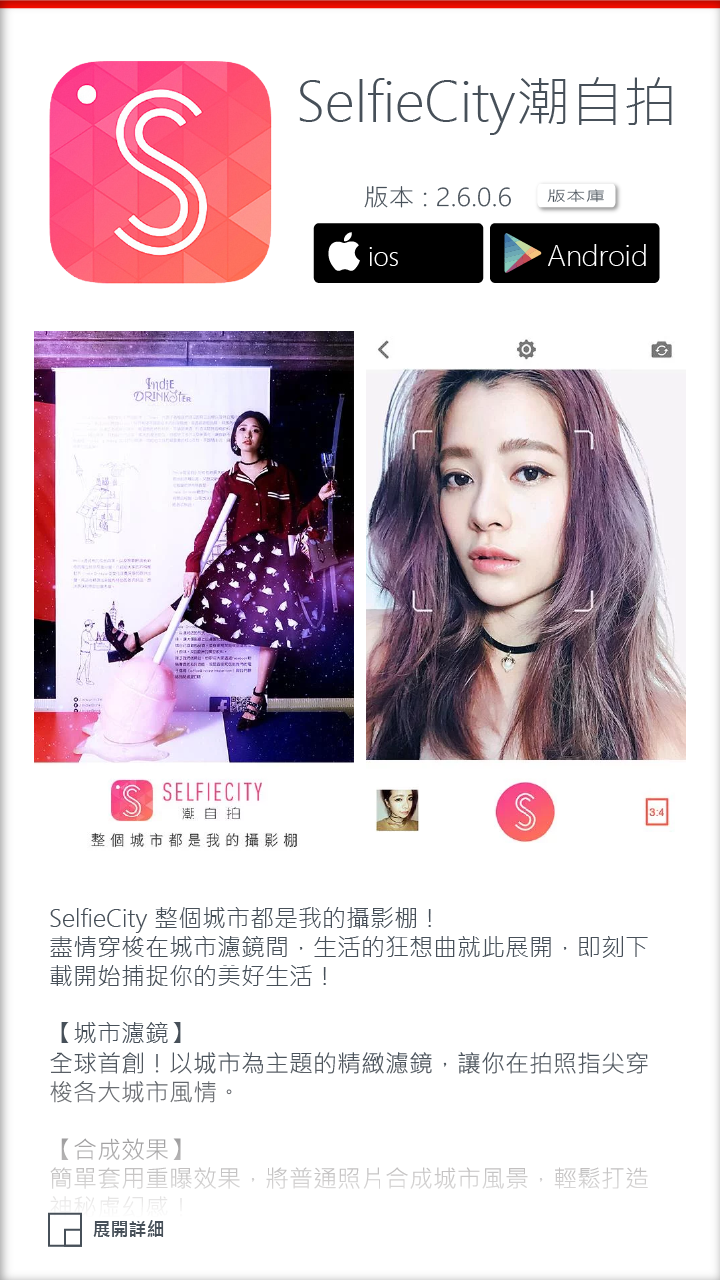 SelfieCity潮自拍
版本 : 2.6.0.6
版本庫
ios
Android
INDIE
DRINKSTER
SELFIECITY
潮自拍
整個城市都是我的攝影棚
3:4
SelfieCity 整個城市都是我的攝影棚！
盡情穿梭在城市濾鏡間，生活的狂想曲就此展開，即刻下
載開始捕捉你的美好生活！
【城市濾鏡】
全球首創！以城市為主題的精緻濾鏡，讓你在拍照指尖穿
梭各大城市風情。
【合成效果】
簡單套用重曝效果，將普通照片合成城市風景，輕鬆打造
神秘虛幻感！
展開詳細